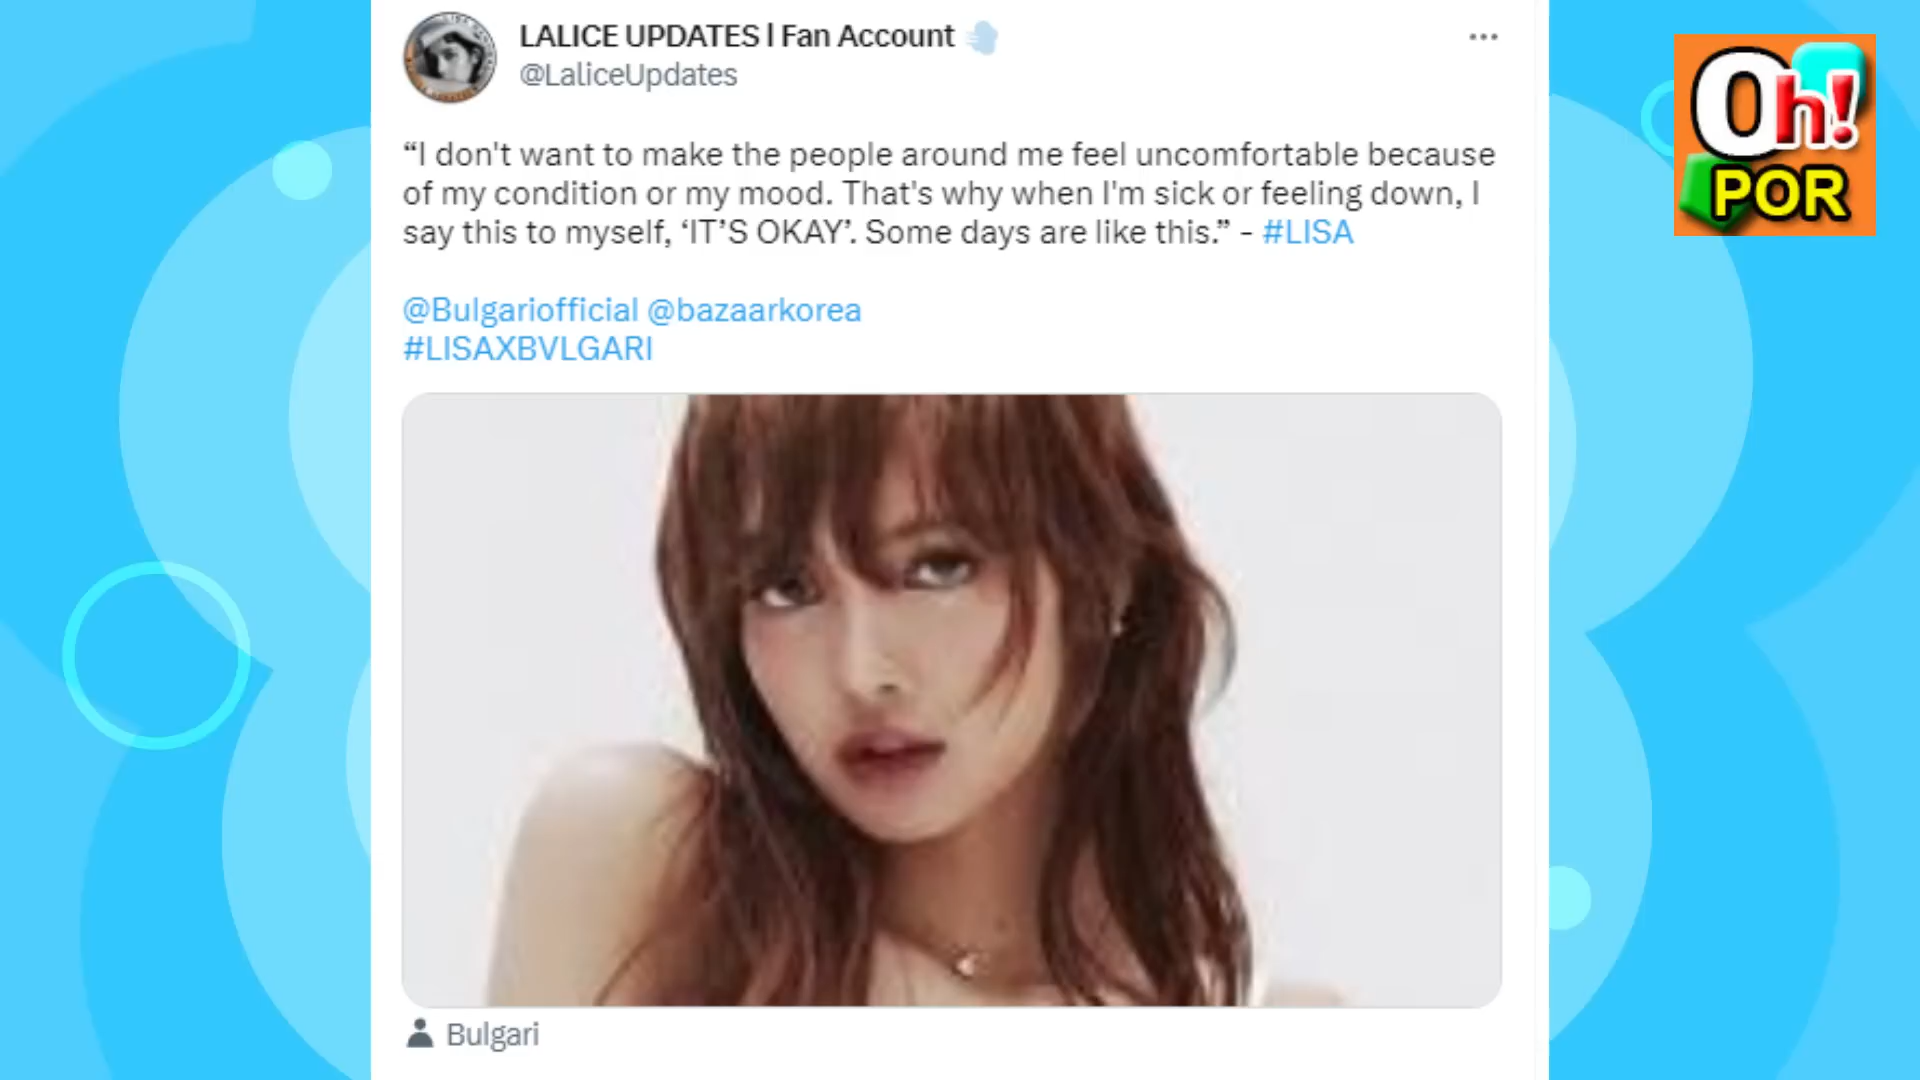 LALICE UPDATES l Fan Account
@LaliceUpdates
“I don't want to make the people around me feel uncomfortable because
of my condition or my mood. That's why when I'm sick or feeling down, I
say this to myself, ‘IT’S OKAY’. Some days are like this.” - #LISA
@Bulgariofficial @bazaarkorea
#LISAXBVLGARI
Bulgari
Oh!
POR